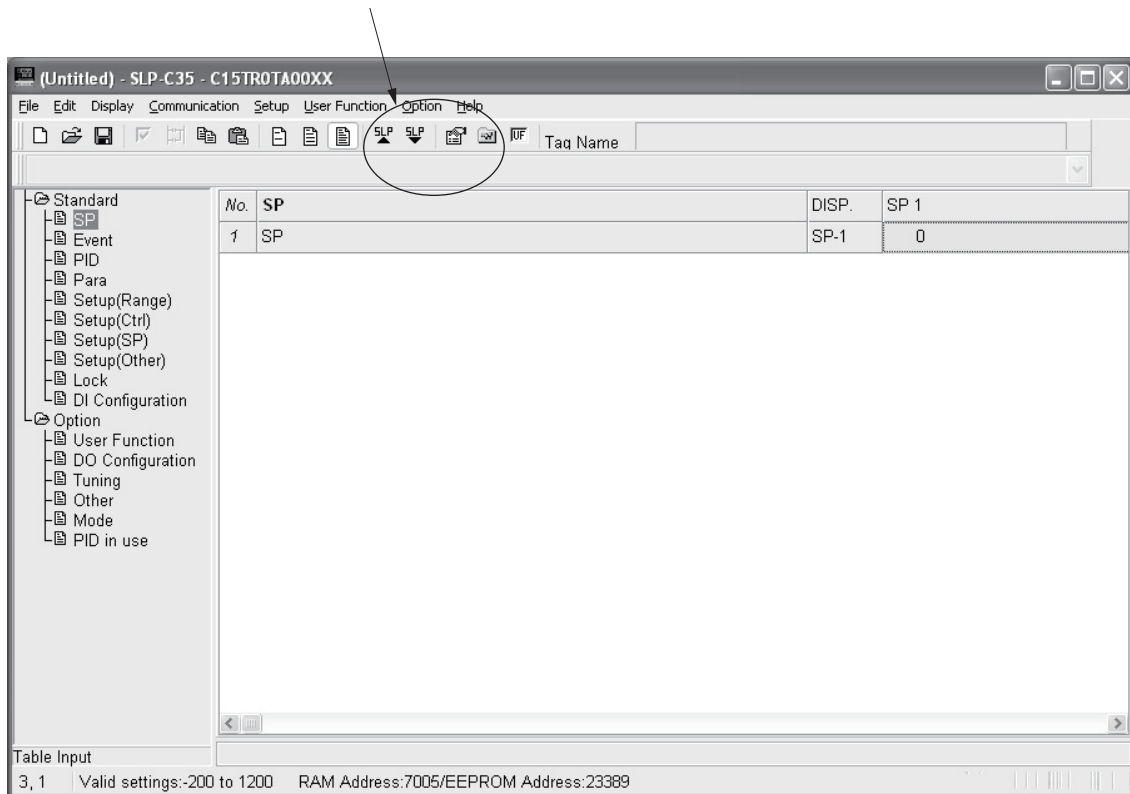 (Untitled) - SLP-C35 - C15TR0TA00XX
File Edit Display Communication Setup User Function Option Help
SLP SLP UF Tag Name
Standard
SP
Event
PID
Para
Setup(Range)
Setup(Ctrl)
Setup(SP)
Setup(Other)
Lock
DI Configuration
Option
User Function
DO Configuration
Tuning
Other
Mode
PID in use
No. SP DISP. SP 1
1 SP SP-1 0
Table Input
3, 1 Valid settings:-200 to 1200 RAM Address:7005/EEPROM Address:23389